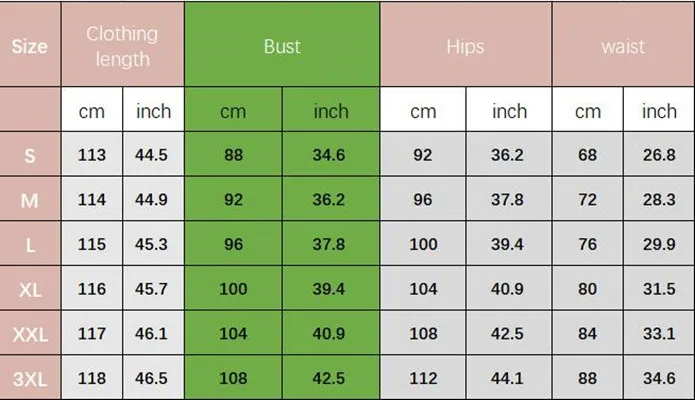 Size Clothing length Bust Hips waist
cm inch cm inch cm inch cm inch
S 113 44.5 88 34.6 92 36.2 68 26.8
M 114 44.9 92 36.2 96 37.8 72 28.3
L 115 45.3 96 37.8 100 39.4 76 29.9
XL 116 45.7 100 39.4 104 40.9 80 31.5
XXL 117 46.1 104 40.9 108 42.5 84 33.1
3XL 118 46.5 108 42.5 112 44.1 88 34.6